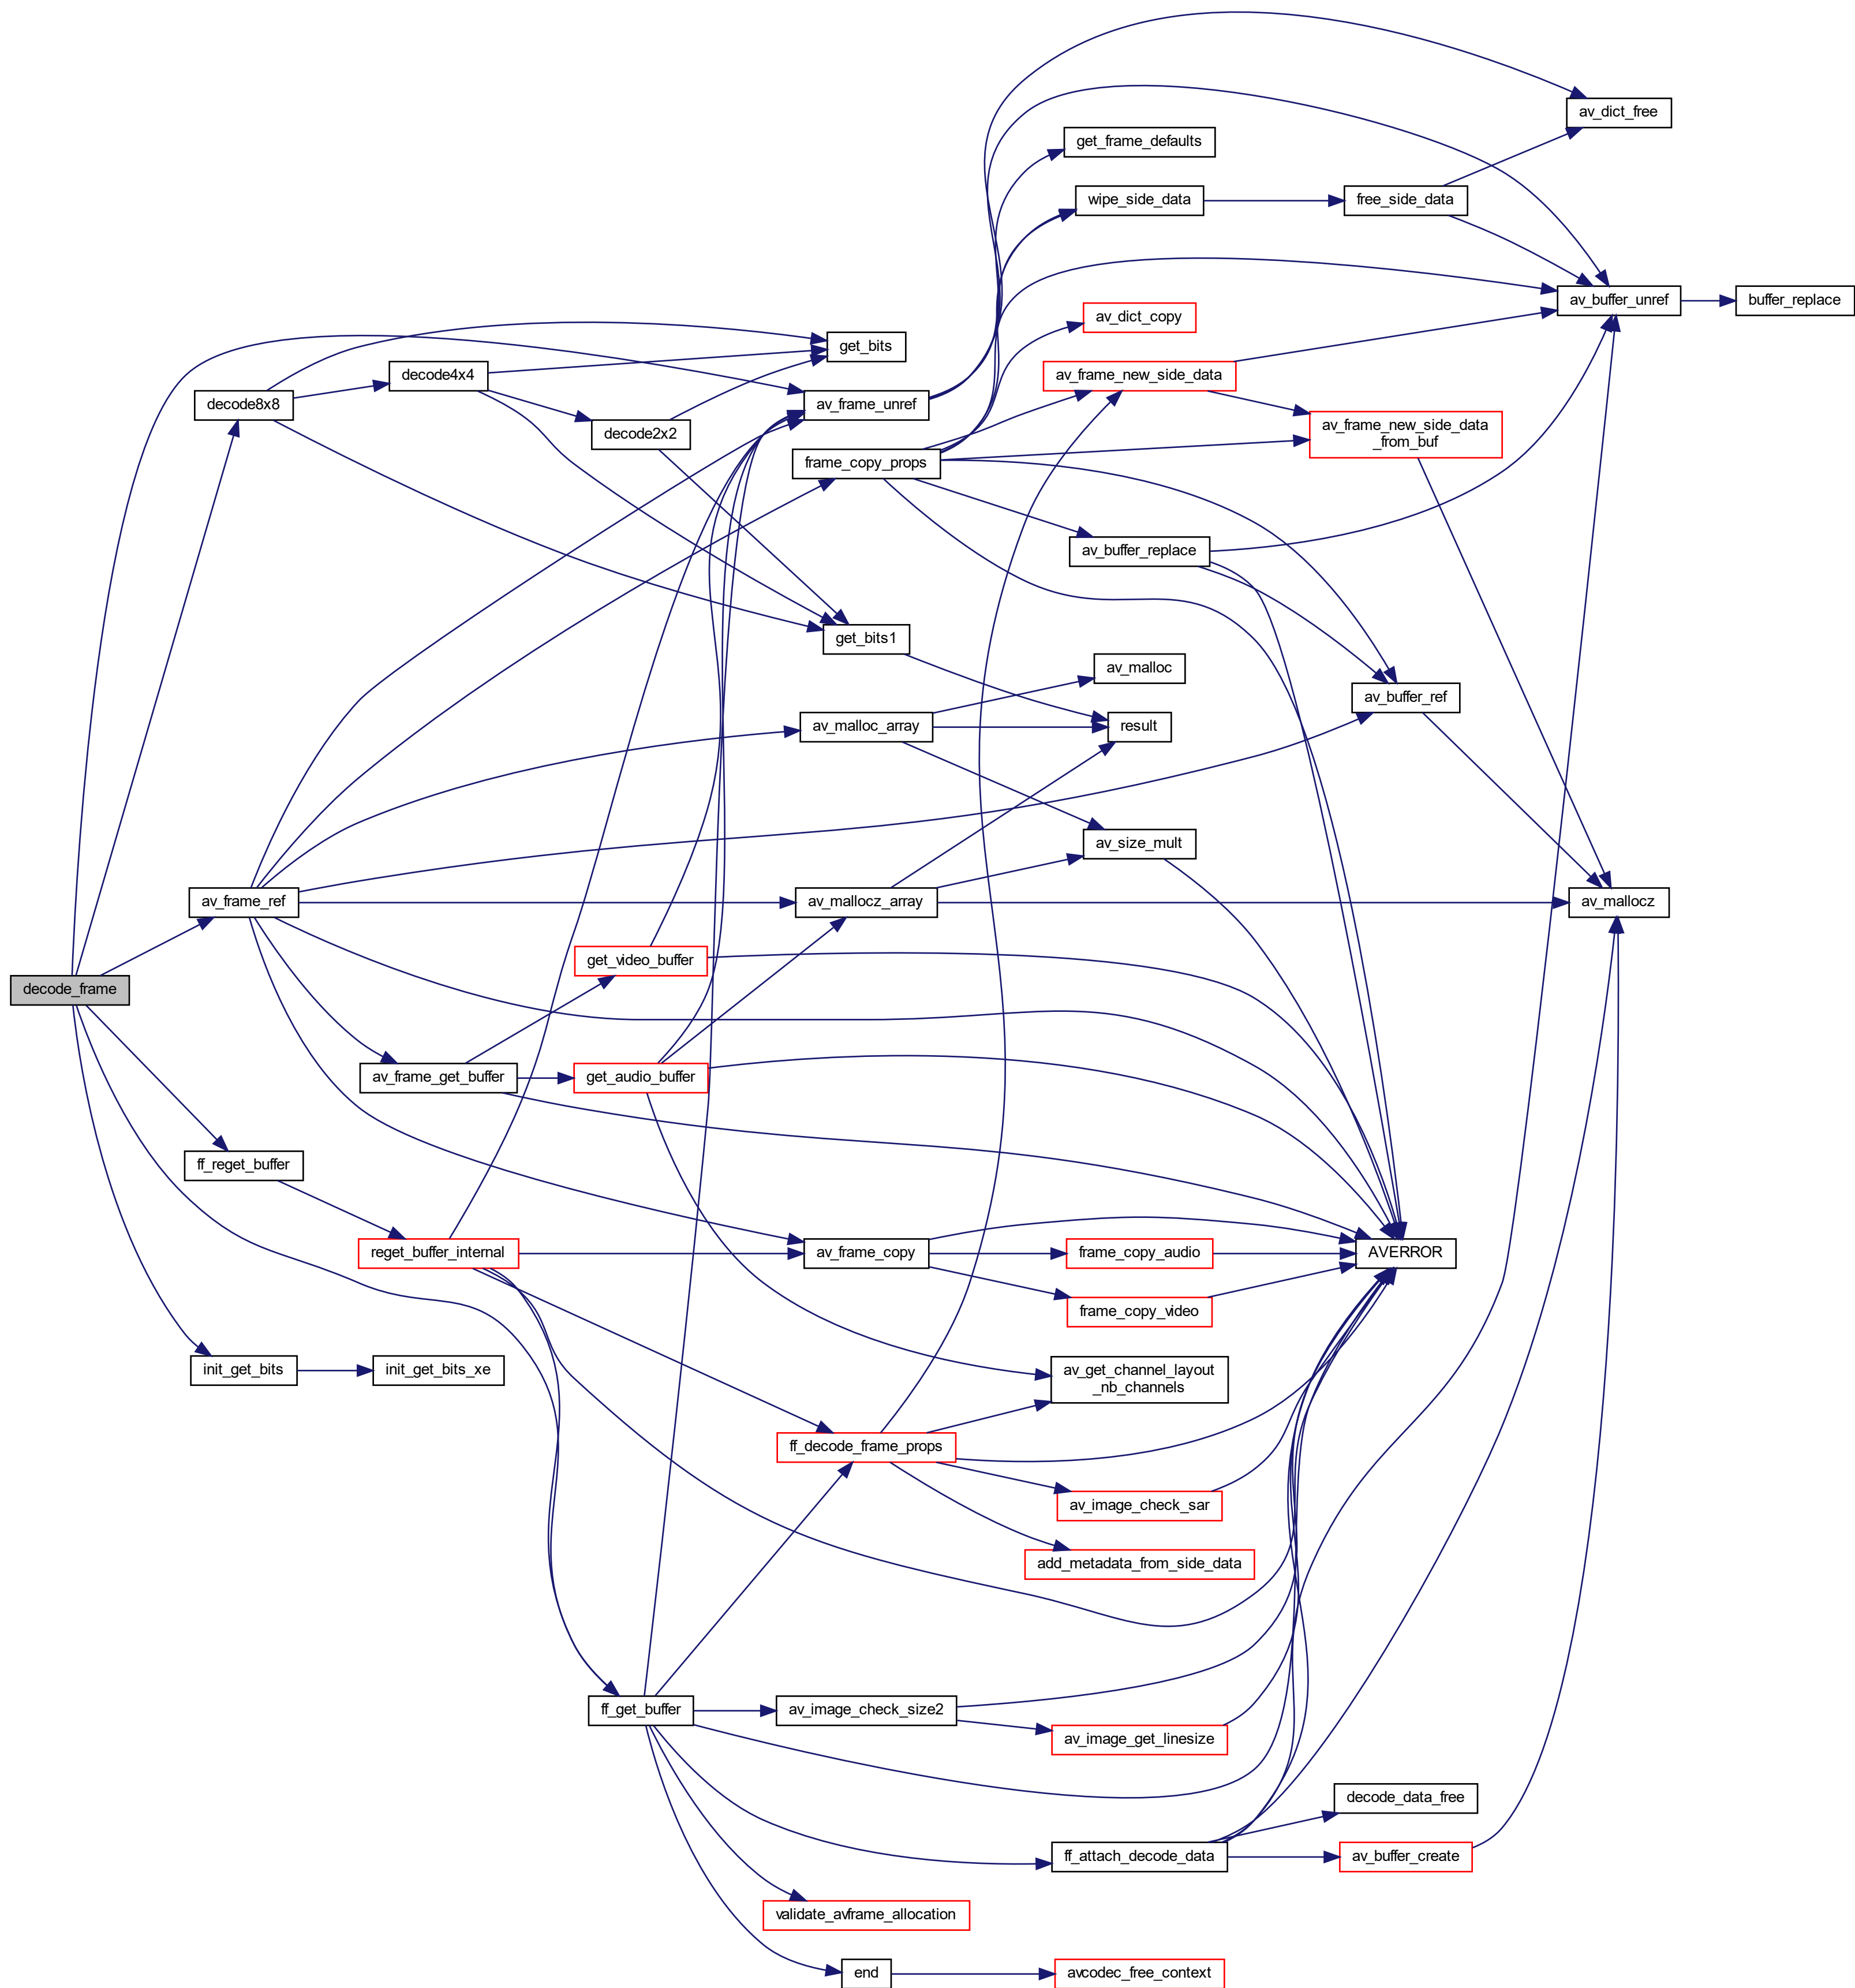 av_dict_free
get_frame_defaults
wipe_side_data
free_side_data
av_buffer_unref
buffer_replace
av_dict_copy
get_bits
decode4x4
av_frame_new_side_data
decode8x8
av_frame_unref
decode2x2
av_frame_new_side_data
_from_buf
frame_copy_props
av_buffer_replace
get_bits1
av_malloc
av_buffer_ref
av_malloc_array
result
av_size_mult
av_frame_ref
av_mallocz_array
av_mallocz
get_video_buffer
decode_frame
av_frame_get_buffer
get_audio_buffer
ff_reget_buffer
reget_buffer_internal
av_frame_copy
frame_copy_audio
AVERROR
frame_copy_video
init_get_bits
init_get_bits_xe
av_get_channel_layout
_nb_channels
ff_decode_frame_props
av_image_check_sar
add_metadata_from_side_data
ff_get_buffer
av_image_check_size2
av_image_get_linesize
decode_data_free
ff_attach_decode_data
av_buffer_create
validate_avframe_allocation
end
avcodec_free_context